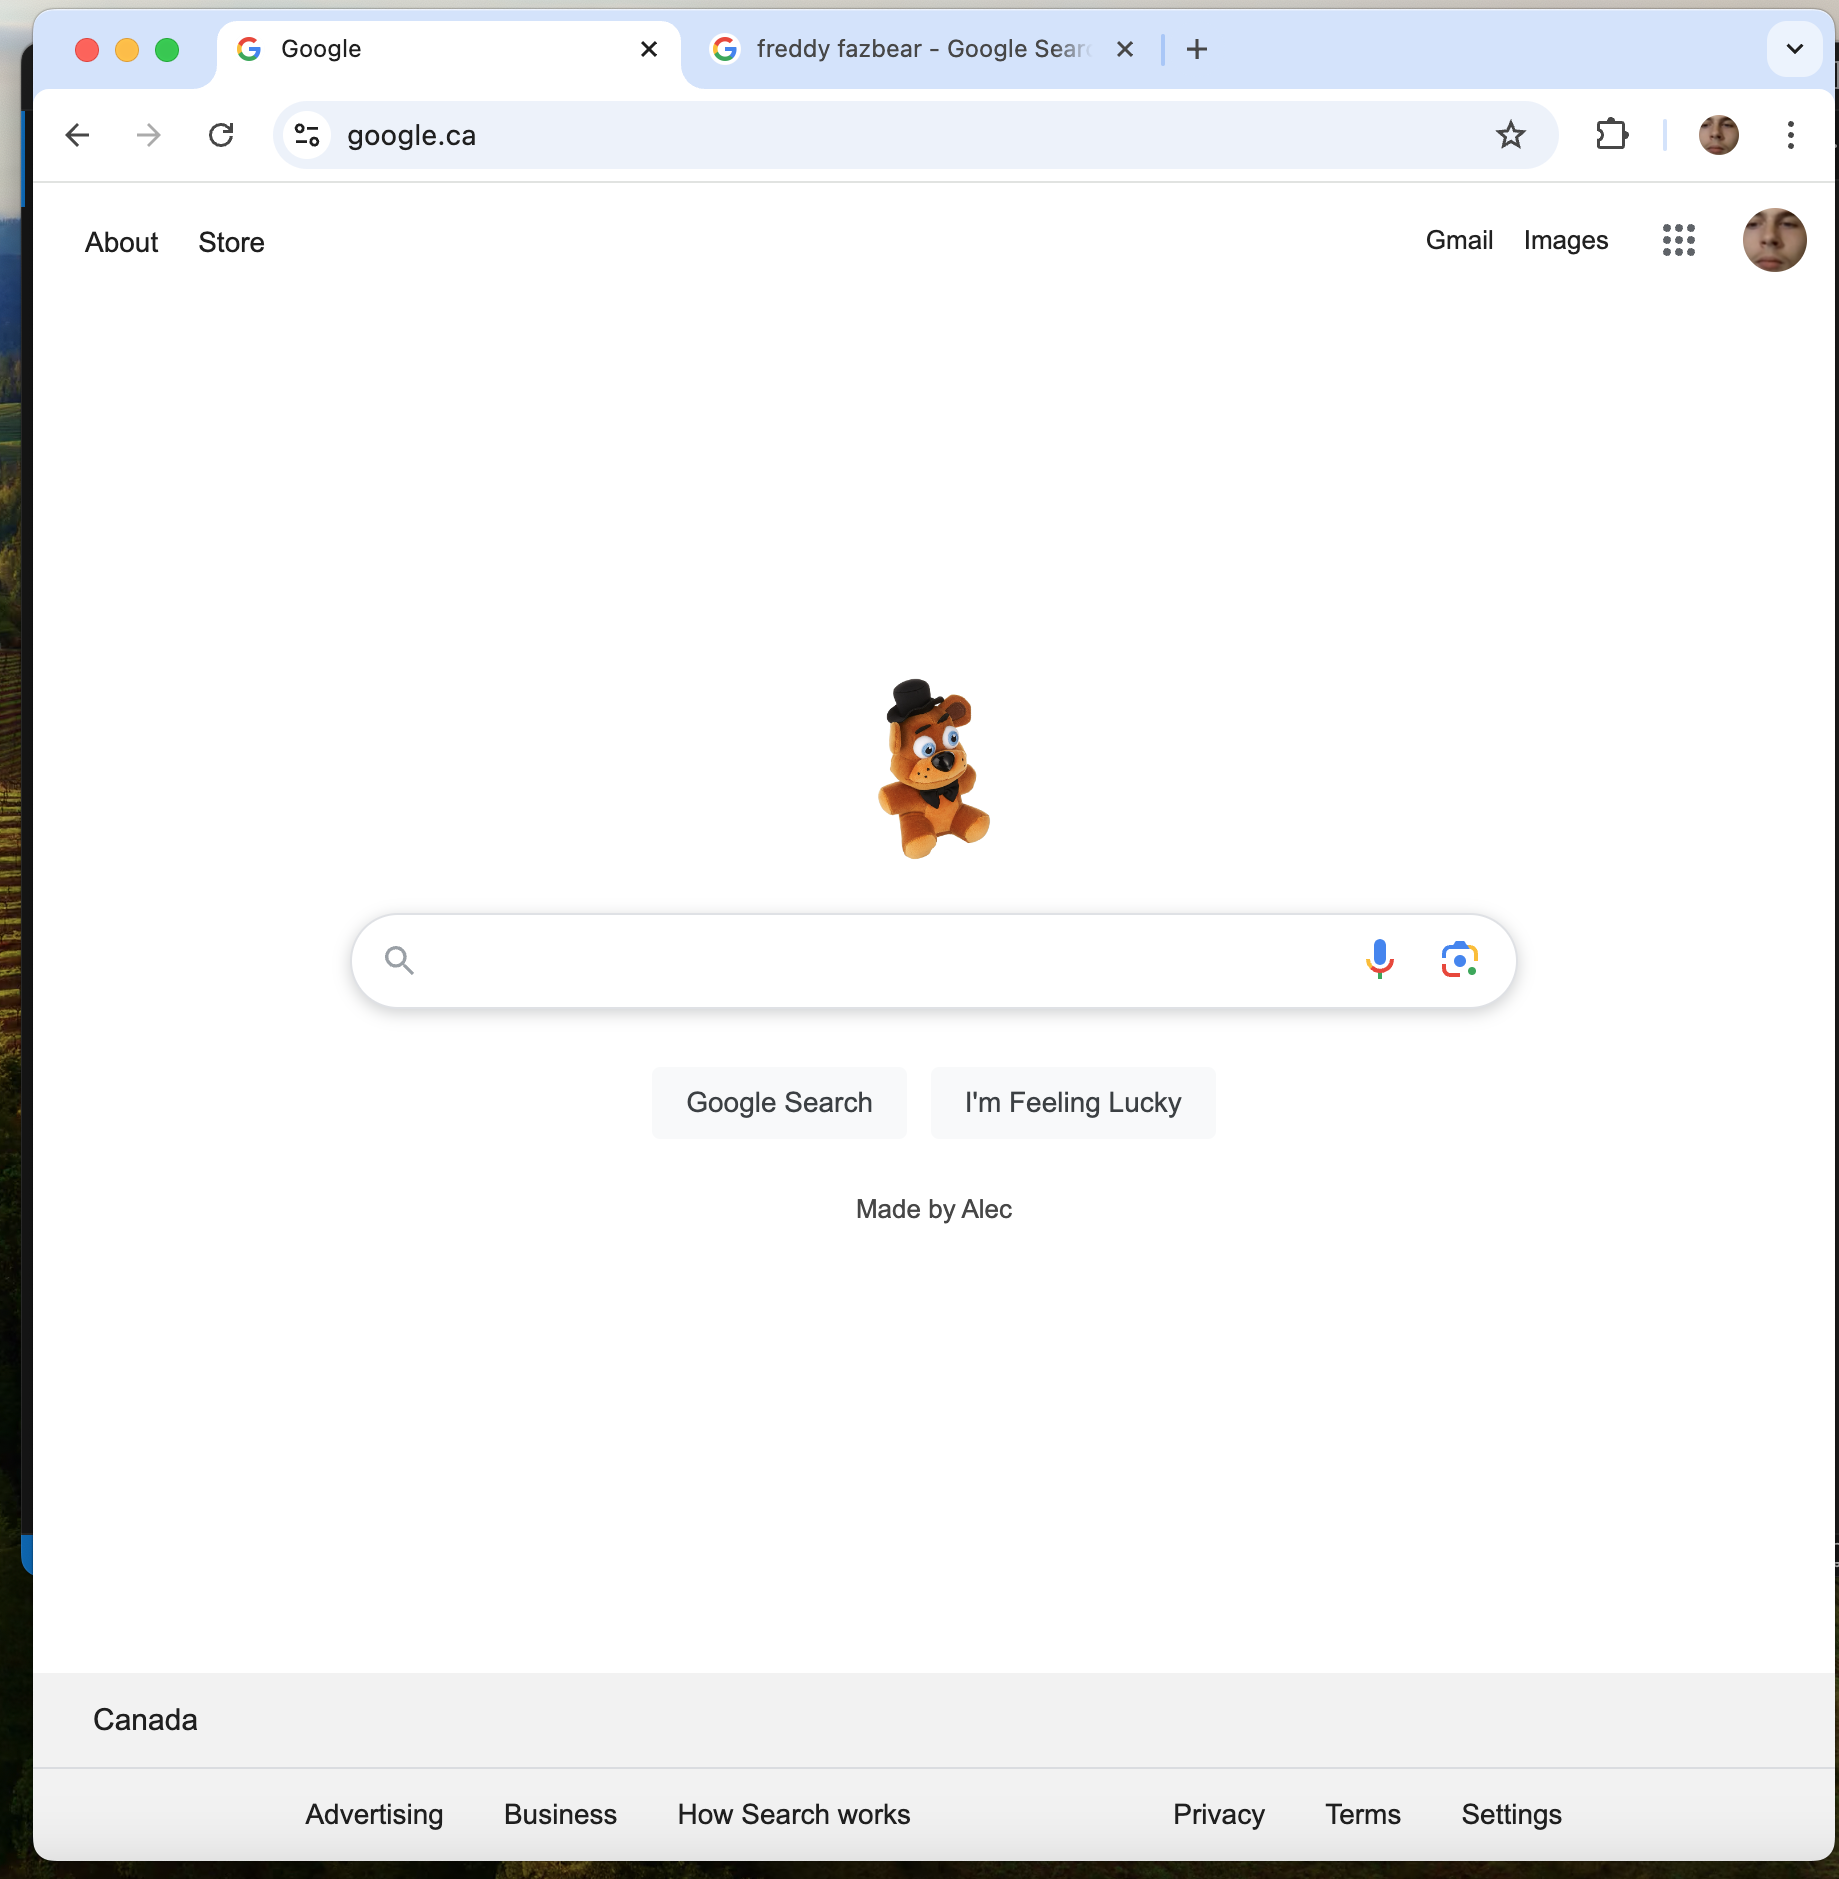 Google
freddy fazbear - Google Sear
google.ca
About Store
Gmail Images
Google Search
I'm Feeling Lucky
Made by Alec
Canada
Advertising Business How Search works
Privacy Terms Settings